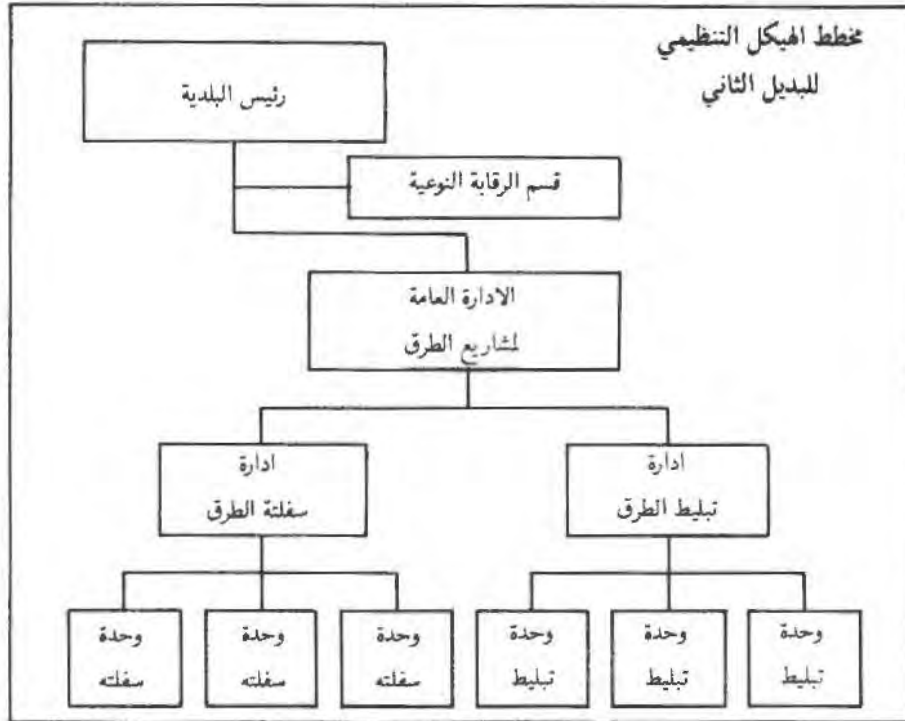 مخطط الهيكل التنظيمي
للبديل الثاني
رئيس البلدية
قسم الرقابة النوعية
الادارة العامة
لمشاريع الطرق
ادارة
تبليط الطرق
ادارة
سفلتة الطرق
وحدة
تبليط
وحدة
تبليط
وحدة
تبليط
وحدة
سفلته
وحدة
سفلته
وحدة
سفلته